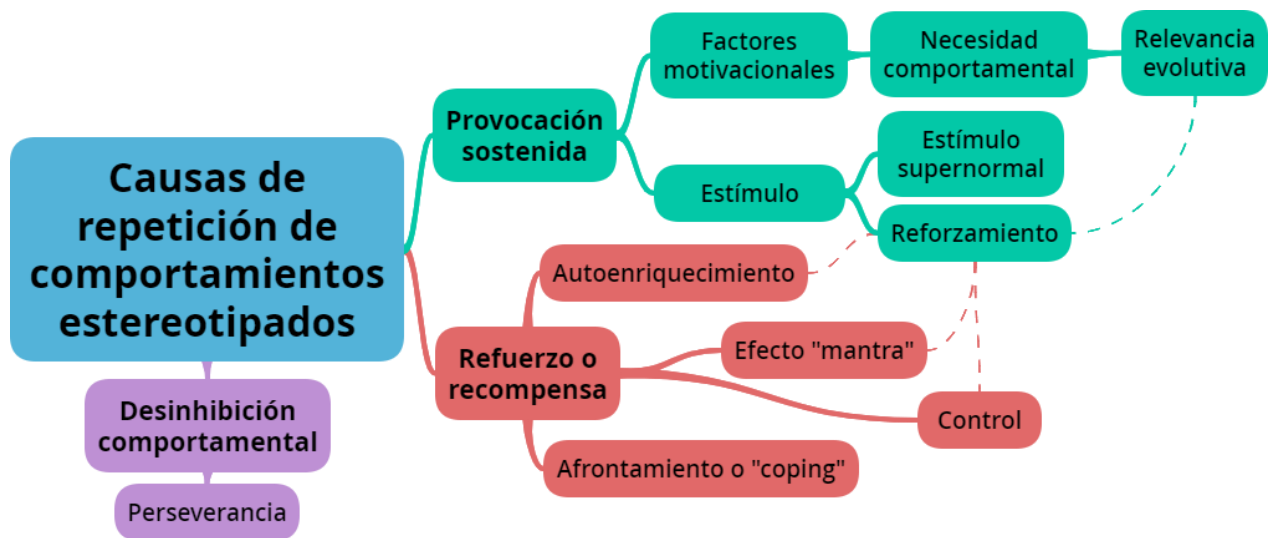 Causas de
repetición de
comportamientos
estereotipados
Provocación
sostenida
Factores
motivacionales
Necesidad
comportamental
Relevancia
evolutiva
Estímulo
Estímulo
supernormal
Reforzamiento
Refuerzo o
recompensa
Autoenriquecimiento
Efecto "mantra"
Control
Afrontamiento o "coping"
Desinhibición
comportamental
Perseverancia